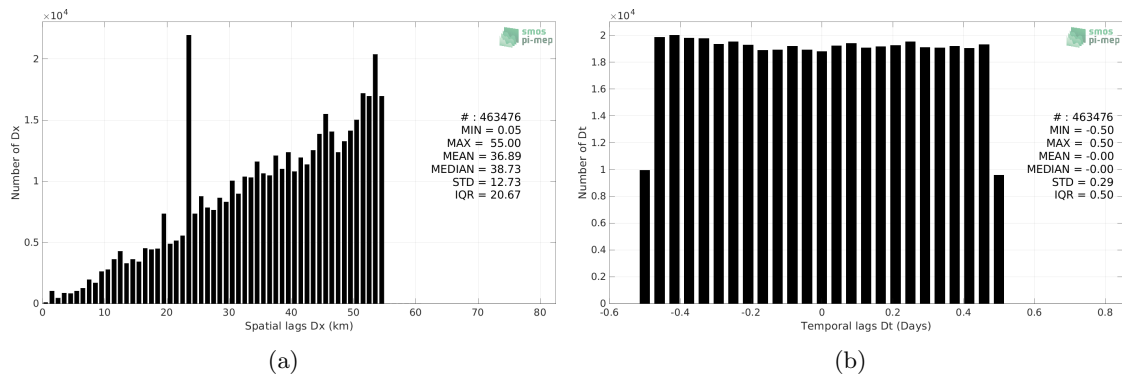 ×10⁴
2
1.5
1
0.5
0
Number of Dx
0 10 20 30 40 50 60 70 80
Spatial lags Dx (km)
smos
pi-mep
# : 463476
MIN = 0.05
MAX = 55.00
MEAN = 36.89
MEDIAN = 38.73
STD = 12.73
IQR = 20.67
(a)
×10⁴
2
1.8
1.6
1.4
1.2
1
0.8
0.6
0.4
0.2
0
Number of Dt
-0.6 -0.4 -0.2 0 0.2 0.4 0.6 0.8
Temporal lags Dt (Days)
smos
pi-mep
# : 463476
MIN = -0.50
MAX = 0.50
MEAN = -0.00
MEDIAN = -0.00
STD = 0.29
IQR = 0.50
(b)